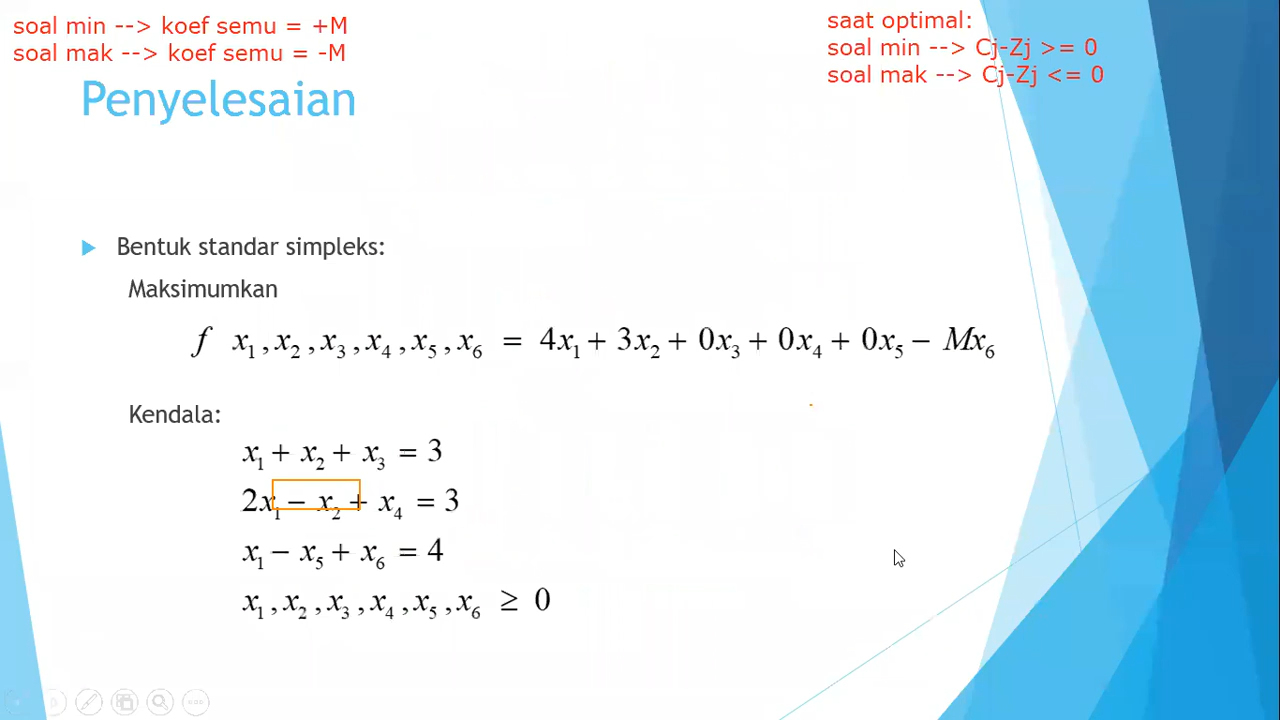 soal min --> koef semu = +M
soal mak --> koef semu = -M
saat optimal:
soal min --> Cj-Zj >= 0
soal mak --> Cj-Zj <= 0
Penyelesaian
Bentuk standar simpleks:
Maksimumkan
f x₁ , x₂ , x₃ , x₄ , x₅ , x₆ = 4x₁ + 3x₂ + 0x₃ + 0x₄ + 0x₅ − Mx₆
Kendala:
x₁ + x₂ + x₃ = 3
2x₁ − x₂ + x₄ = 3
x₁ − x₅ + x₆ = 4
x₁ , x₂ , x₃ , x₄ , x₅ , x₆ ≥ 0